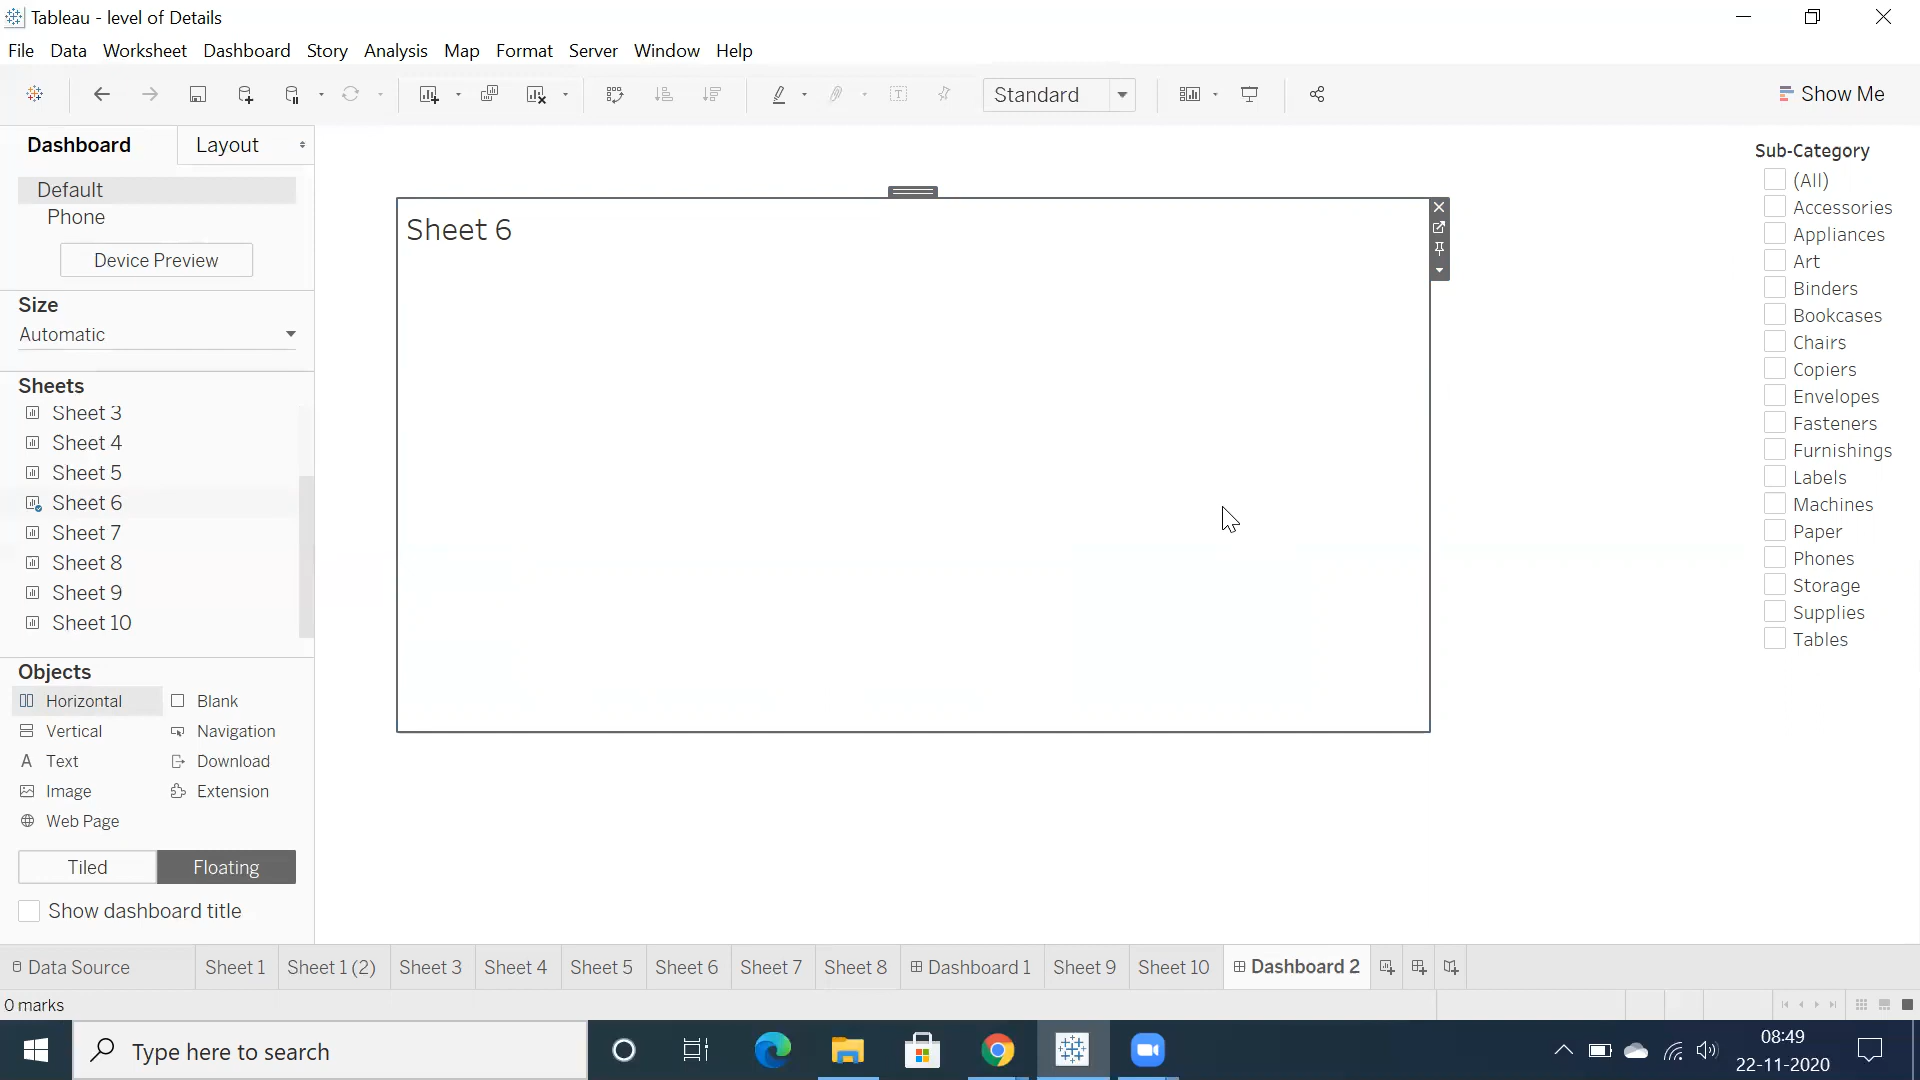 Tableau - level of Details
File Data Worksheet Dashboard Story Analysis Map Format Server Window Help
Standard
Show Me
Dashboard
Layout
Default
Phone
Device Preview
Size
Automatic
Sheets
Sheet 3
Sheet 4
Sheet 5
Sheet 6
Sheet 7
Sheet 8
Sheet 9
Sheet 10
Objects
Horizontal
Blank
Vertical
Navigation
A Text
Download
Image
Extension
Web Page
Tiled
Floating
Show dashboard title
Sheet 6
Sub-Category
(All)
Accessories
Appliances
Art
Binders
Bookcases
Chairs
Copiers
Envelopes
Fasteners
Furnishings
Labels
Machines
Paper
Phones
Storage
Supplies
Tables
Data Source Sheet 1 Sheet 1 (2) Sheet 3 Sheet 4 Sheet 5 Sheet 6 Sheet 7 Sheet 8 Dashboard 1 Sheet 9 Sheet 10 Dashboard 2
0 marks
Type here to search
08:49
22-11-2020